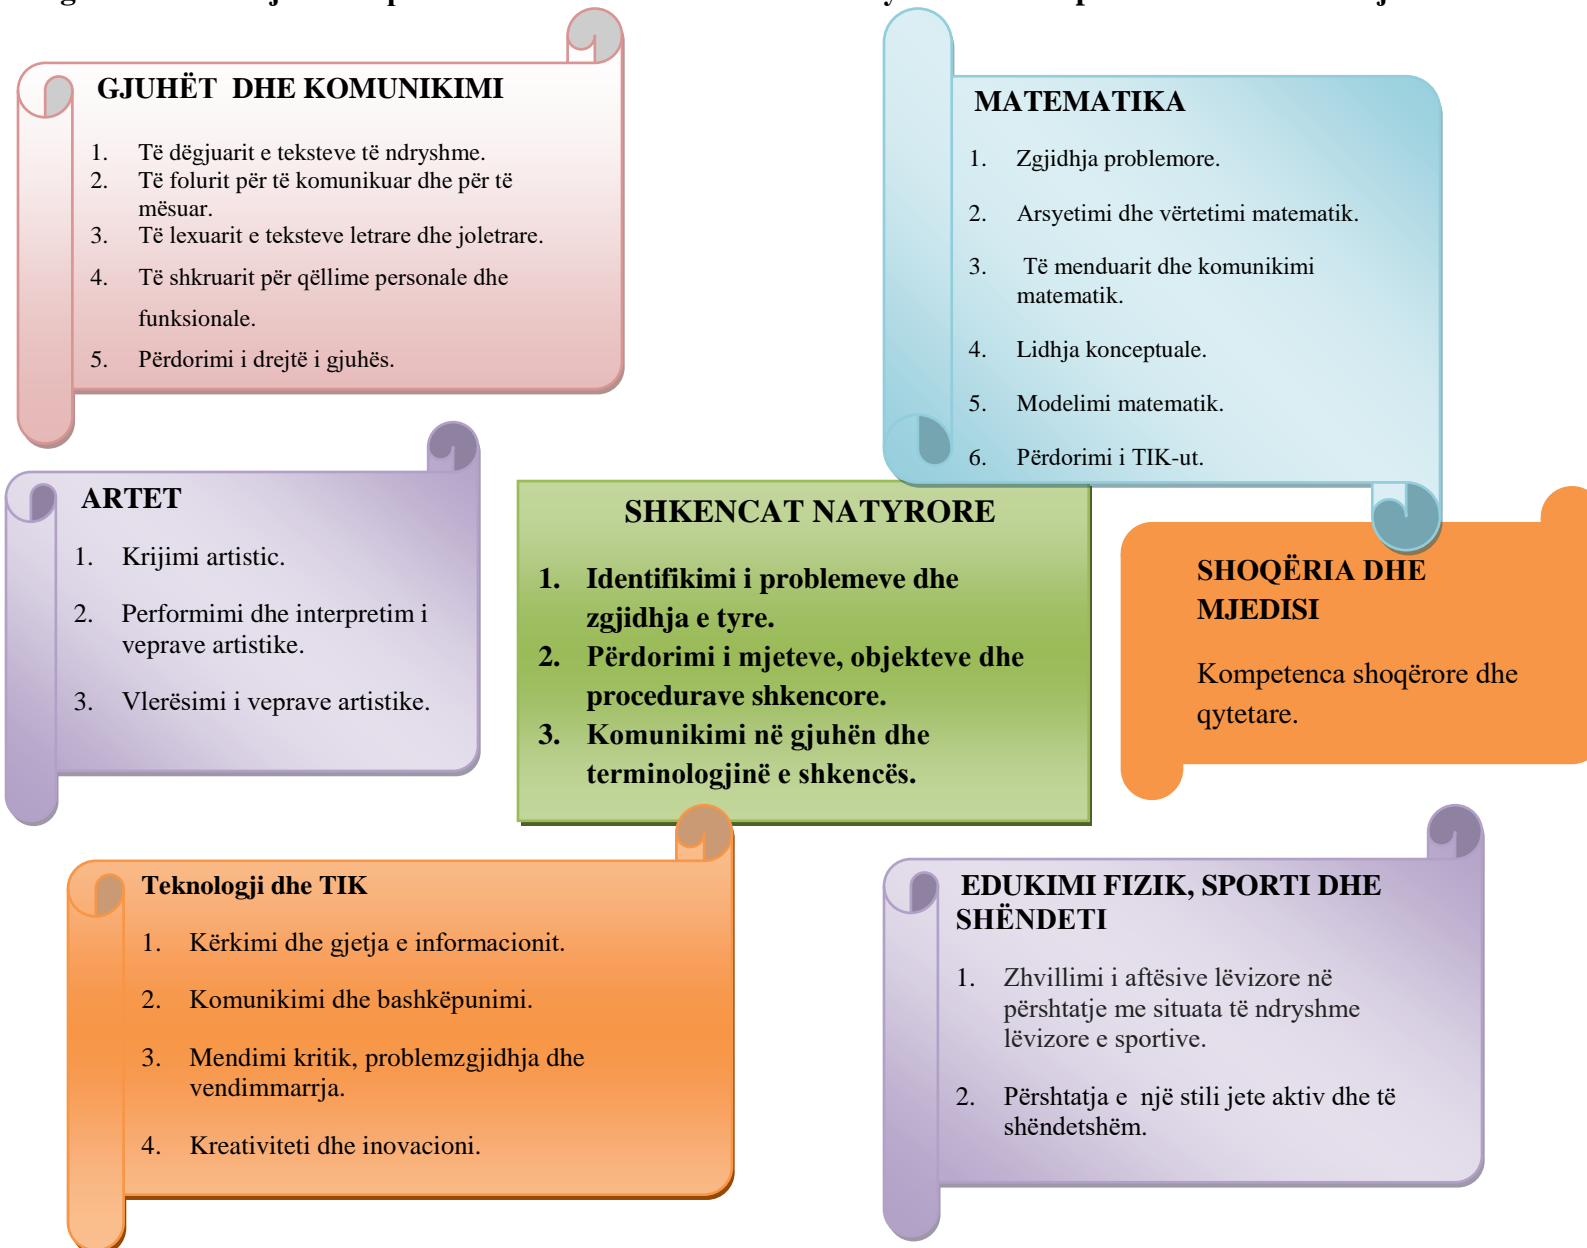 GJUHËT DHE KOMUNIKIMI
1. Të dëgjuarit e teksteve të ndryshme.
2. Të folurit për të komunikuar dhe për të
mësuar.
3. Të lexuarit e teksteve letrare dhe joletrare.
4. Të shkruarit për qëllime personale dhe
funksionale.
5. Përdorimi i drejtë i gjuhës.
MATEMATIKA
1. Zgjidhja problemore.
2. Arsyetimi dhe vërtetimi matematik.
3. Të menduarit dhe komunikimi
matematik.
4. Lidhja konceptuale.
5. Modelimi matematik.
6. Përdorimi i TIK-ut.
ARTET
1. Krijimi artistic.
2. Performimi dhe interpretim i
veprave artistike.
3. Vlerësimi i veprave artistike.
SHKENCAT NATYRORE
1. Identifikimi i problemeve dhe
zgjidhja e tyre.
2. Përdorimi i mjeteve, objekteve dhe
procedurave shkencore.
3. Komunikimi në gjuhën dhe
terminologjinë e shkencës.
SHOQËRIA DHE
MJEDISI
Kompetenca shoqërore dhe
qytetare.
Teknologji dhe TIK
1. Kërkimi dhe gjetja e informacionit.
2. Komunikimi dhe bashkëpunimi.
3. Mendimi kritik, problemzgjidhja dhe
vendimmarrja.
4. Kreativiteti dhe inovacioni.
EDUKIMI FIZIK, SPORTI DHE
SHËNDETI
1. Zhvillimi i aftësive lëvizore në
përshtatje me situata të ndryshme
lëvizore e sportive.
2. Përshtatja e një stili jete aktiv dhe të
shëndetshëm.